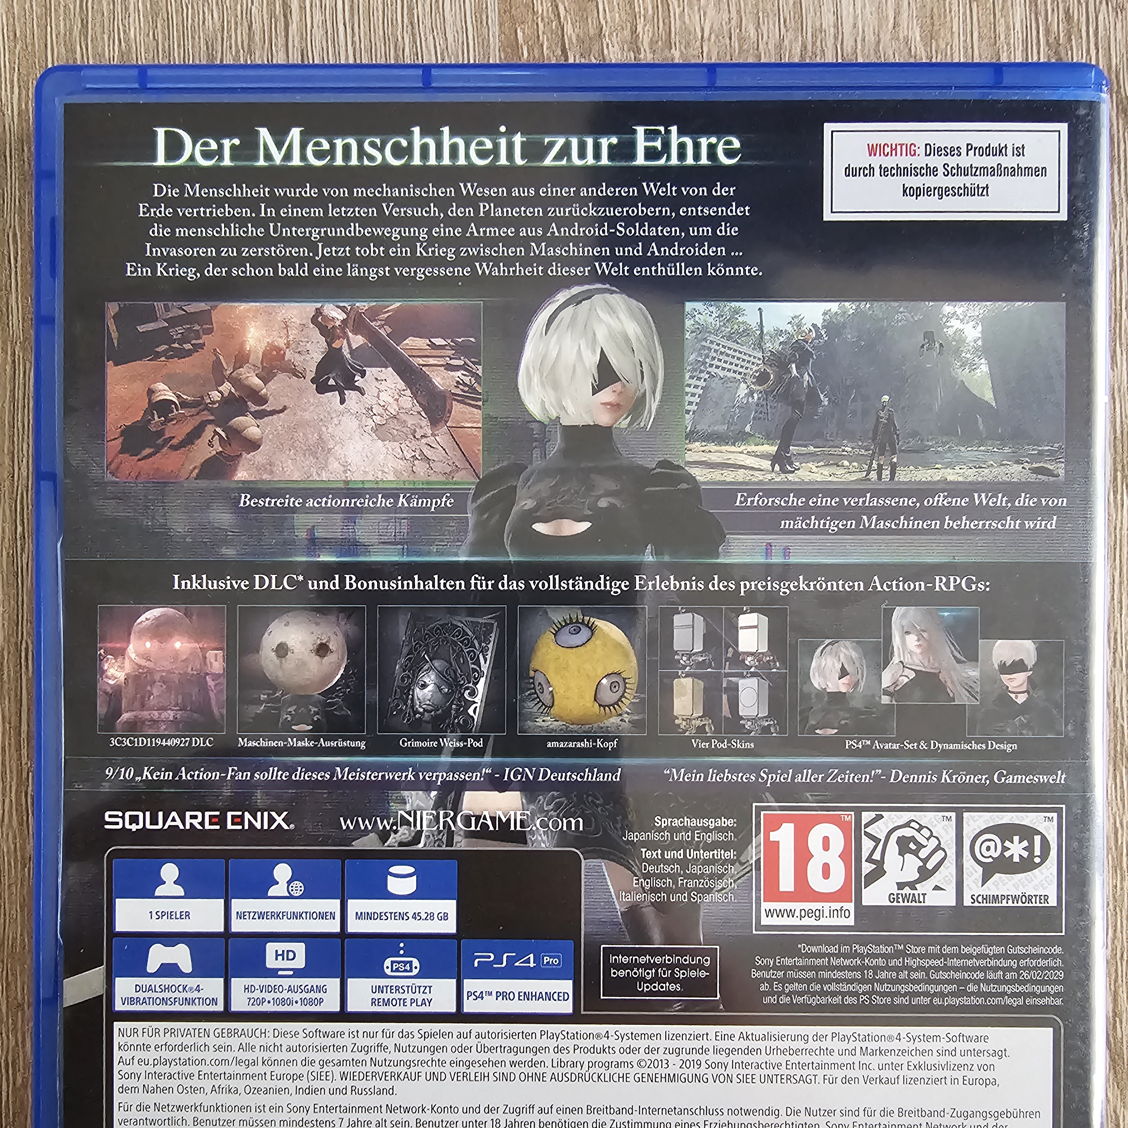 Der Menschheit zur Ehre
Die Menschheit wurde von mechanischen Wesen aus einer anderen Welt von der
Erde vertrieben. In einem letzten Versuch, den Planeten zurückzuerobern, entsendet
die menschliche Untergrundbewegung eine Armee aus Android-Soldaten, um die
Invasoren zu zerstören. Jetzt tobt ein Krieg zwischen Maschinen und Androiden ...
Ein Krieg, der schon bald eine längst vergessene Wahrheit dieser Welt enthüllen könnte.
WICHTIG: Dieses Produkt ist
durch technische Schutzmaßnahmen
kopiergeschützt
Bestreite actionreiche Kämpfe
Erforsche eine verlassene, offene Welt, die von
mächtigen Maschinen beherrscht wird
Inklusive DLC* und Bonusinhalten für das vollständige Erlebnis des preisgekrönten Action-RPGs:
3C3C1D119440927 DLC
Maschinen-Maske-Ausrüstung
Grimoire Weiss-Pod
amazarashi-Kopf
Vier Pod-Skins
PS4™ Avatar-Set & Dynamisches Design
9/10 „Kein Action-Fan sollte dieses Meisterwerk verpassen!“ - IGN Deutschland
“Mein liebstes Spiel aller Zeiten!”- Dennis Kröner, Gameswelt
SQUARE ENIX.
www.NIERGAME.com
Sprachausgabe:
Japanisch und Englisch.
Text und Untertitel:
Deutsch, Japanisch,
Englisch, Französisch,
Italienisch und Spanisch.
18™
www.pegi.info
™
GEWALT
@*!
™
SCHIMPFWÖRTER
1 SPIELER
NETZWERKFUNKTIONEN
MINDESTENS 45.28 GB
DUALSHOCK®4-
VIBRATIONSFUNKTION
HD
HD-VIDEO-AUSGANG
720P•1080i•1080P
PS4
UNTERSTÜTZT
REMOTE PLAY
PS4 Pro
PS4™ PRO ENHANCED
Internetverbindung
benötigt für Spiele-
Updates.
*Download im PlayStation™ Store mit dem beigefügten Gutscheincode.
Sony Entertainment Network-Konto und Highspeed-Internetverbindung erforderlich.
Benutzer müssen mindestens 18 Jahre alt sein. Gutscheincode läuft am 26/02/2029
ab. Es gelten die vollständigen Nutzungsbedingungen – die Nutzungsbedingungen
und die Verfügbarkeit des PS Store sind unter eu.playstation.com/legal einsehbar.
NUR FÜR PRIVATEN GEBRAUCH: Diese Software ist nur für das Spielen auf autorisierten PlayStation®4-Systemen lizenziert. Eine Aktualisierung der PlayStation®4-System-Software
könnte erforderlich sein. Alle nicht autorisierten Zugriffe, Nutzungen oder Übertragungen des Produkts oder der zugrunde liegenden Urheberrechte und Markenzeichen sind untersagt.
Auf eu.playstation.com/legal können die gesamten Nutzungsrechte eingesehen werden. Library programs ©2013 - 2019 Sony Interactive Entertainment Inc. unter Exklusivlizenz von
Sony Interactive Entertainment Europe (SIEE). WIEDERVERKAUF UND VERLEIH SIND OHNE AUSDRÜCKLICHE GENEHMIGUNG VON SIEE UNTERSAGT. Für den Verkauf lizenziert in Europa,
dem Nahen Osten, Afrika, Ozeanien, Indien und Russland.
Für die Netzwerkfunktionen ist ein Sony Entertainment Network-Konto und der Zugriff auf einen Breitband-Internetanschluss notwendig. Die Nutzer sind für die Breitband-Zugangsgebühren
verantwortlich. Benutzer müssen mindestens 7 Jahre alt sein. Benutzer unter 18 Jahren benötigen die Zustimmung eines Erziehungsberechtigten. Sony Entertainment Network und der